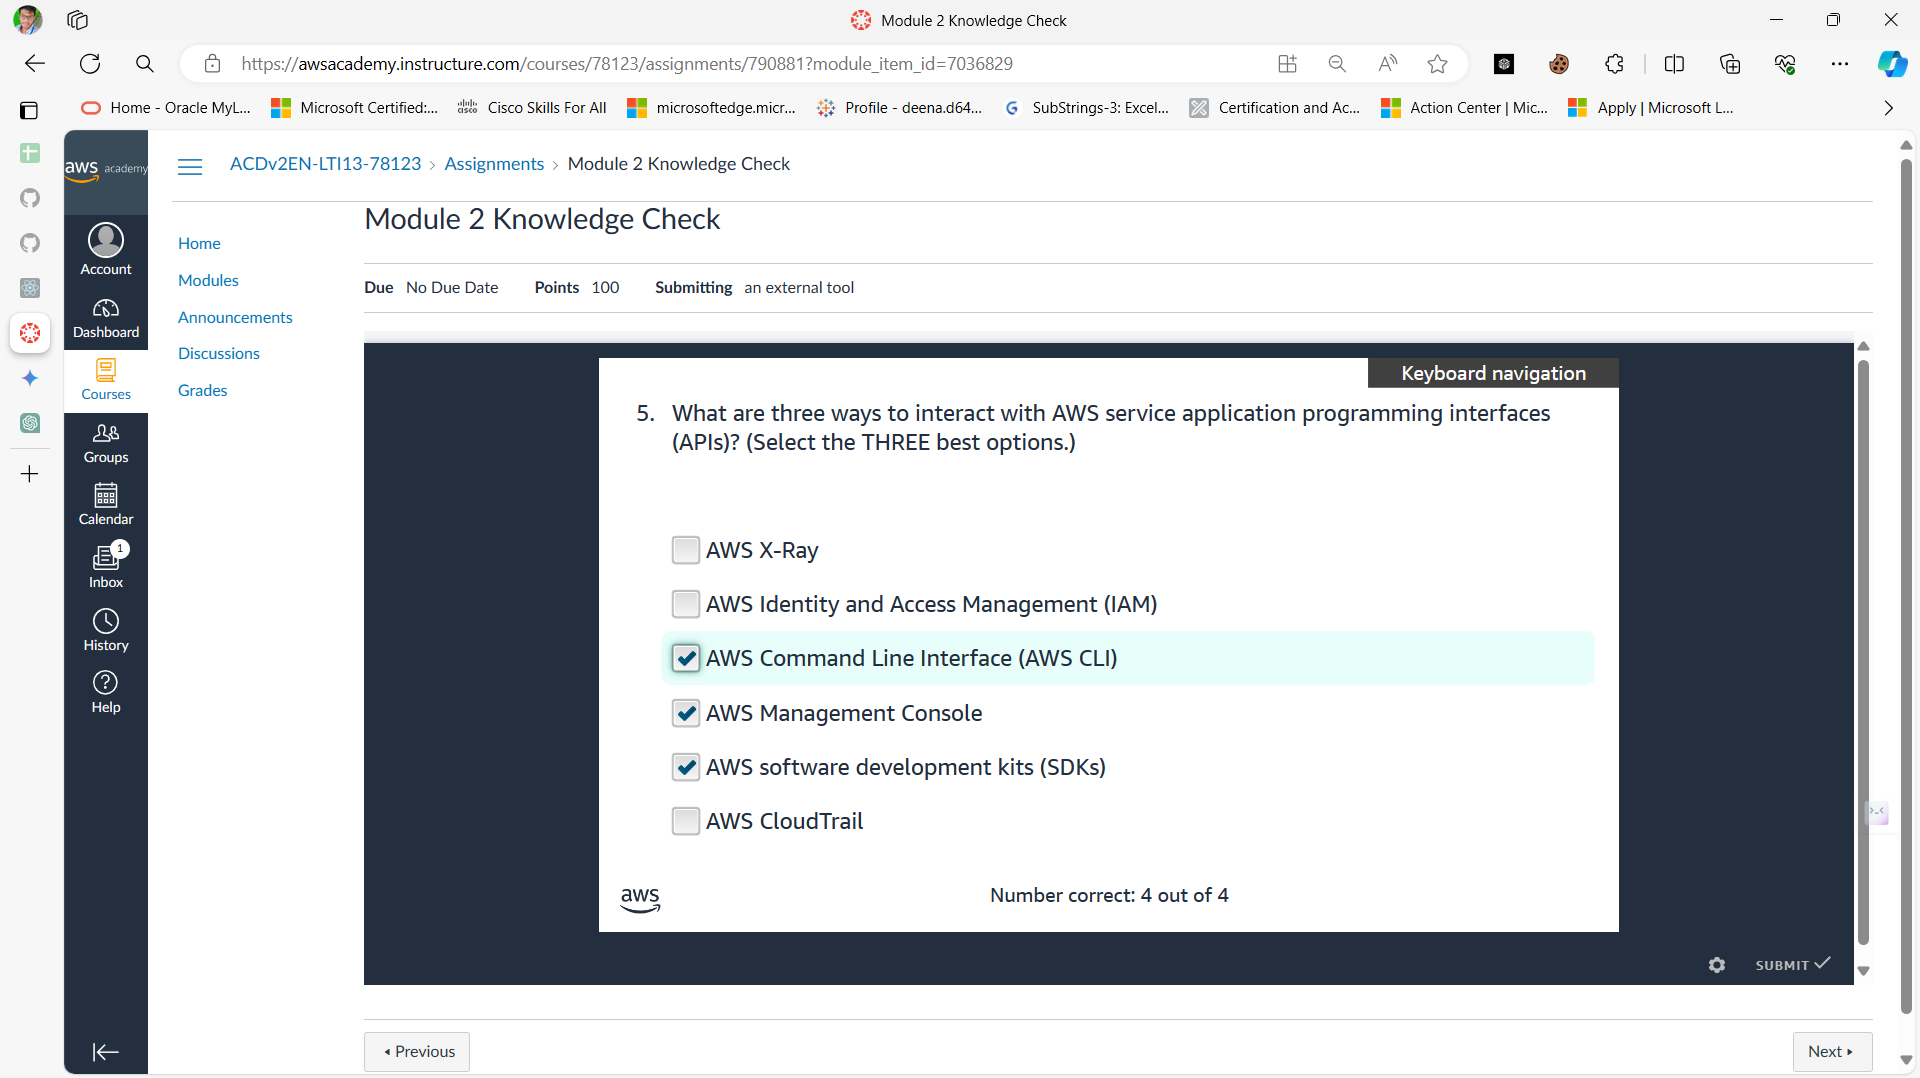 Module 2 Knowledge Check
https://awsacademy.instructure.com/courses/78123/assignments/790881?module_item_id=7036829
Home - Oracle MyL...
Microsoft Certified:...
Cisco Skills For All
microsoftedge.micr...
Profile - deena.d64...
SubStrings-3: Excel...
Certification and Ac...
Action Center | Mic...
Apply | Microsoft L...
aws academy
ACDv2EN-LTI13-78123 › Assignments › Module 2 Knowledge Check
Account
Dashboard
Courses
Groups
Calendar
1
Inbox
History
Help
Home
Modules
Announcements
Discussions
Grades
Module 2 Knowledge Check
Due No Due Date Points 100 Submitting an external tool
Keyboard navigation
5. What are three ways to interact with AWS service application programming interfaces
(APIs)? (Select the THREE best options.)
AWS X-Ray
AWS Identity and Access Management (IAM)
AWS Command Line Interface (AWS CLI)
AWS Management Console
AWS software development kits (SDKs)
AWS CloudTrail
aws
Number correct: 4 out of 4
SUBMIT
Previous
Next